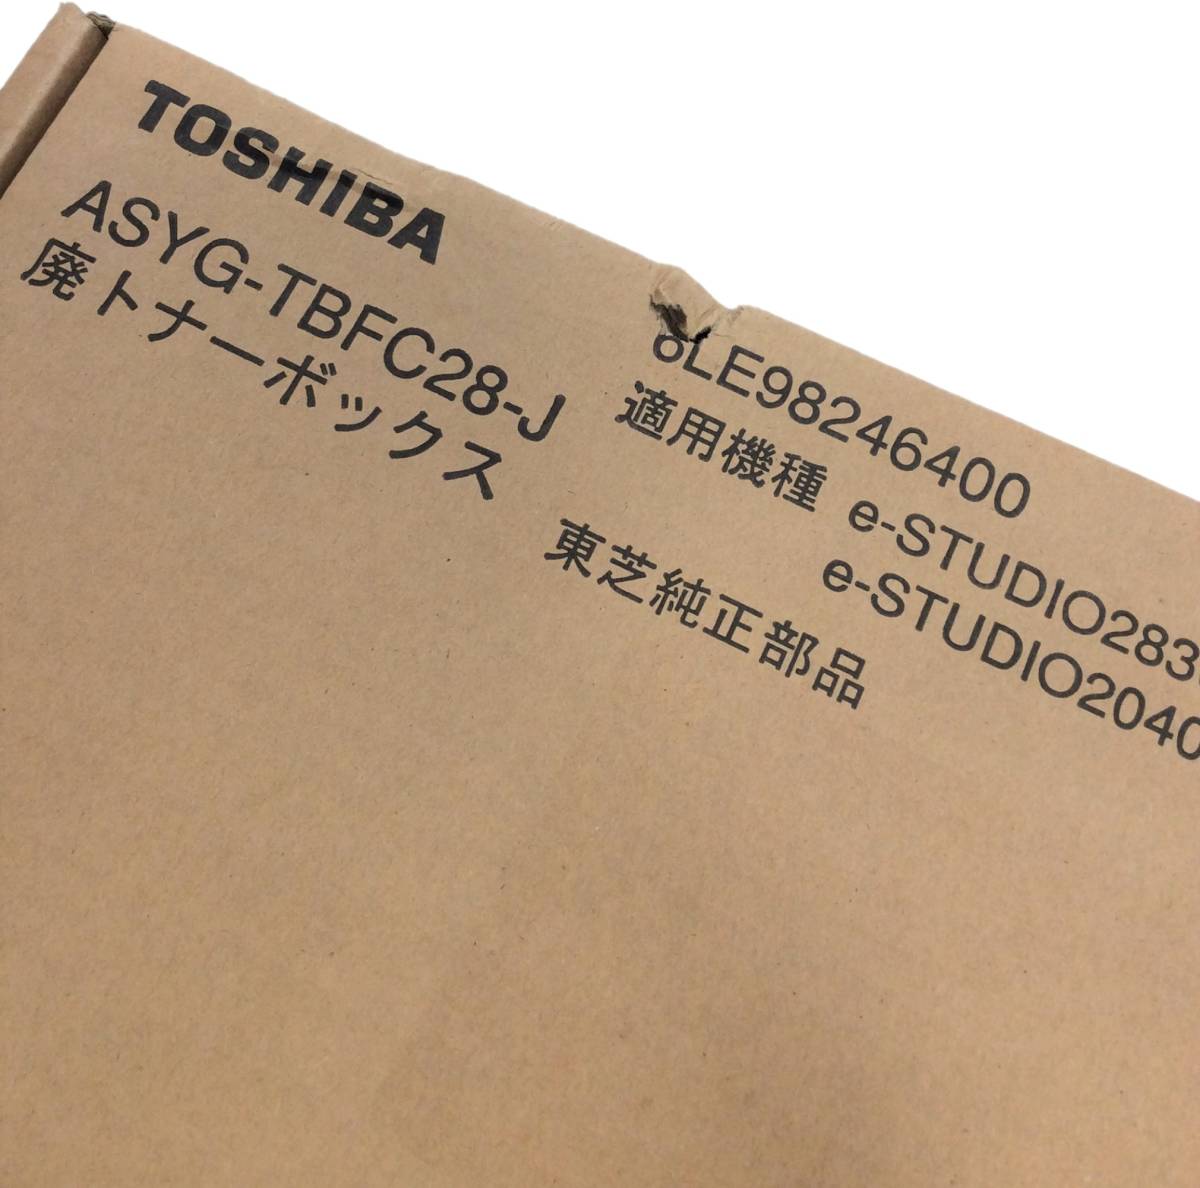 TOSHIBA
ASYG-TBFC28-J
廃トナーボックス
6LE98246400
適用機種 e-STUDIO283
e-STUDIO2040
東芝純正部品